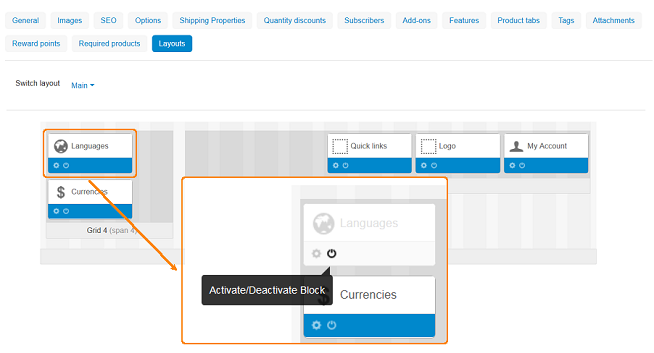 General Images SEO Options Shipping Properties Quantity discounts Subscribers Add-ons Features Product tabs Tags Attachments
Reward points Required products Layouts
Switch layout Main
Languages Quick links Logo My Account
Currencies
Grid 4 (span 4)
Languages
Activate/Deactivate Block
Currencies